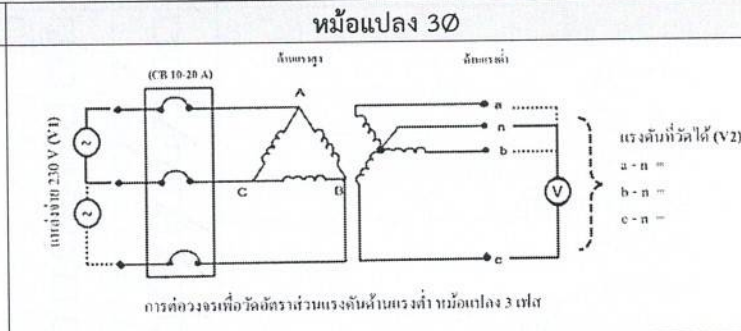 หม้อแปลง 3Ø
ด้านแรงสูง
ด้านแรงต่ำ
(CB 10-20 A)
A
a
n
b
C
B
c
V
~
~
แหล่งจ่าย 230 V (V1)
แรงดันที่วัดได้ (V2)
a - n =
b - n =
c - n =
การต่อวงจรเพื่อวัดอัตราส่วนแรงดันด้านแรงต่ำ หม้อแปลง 3 เฟส